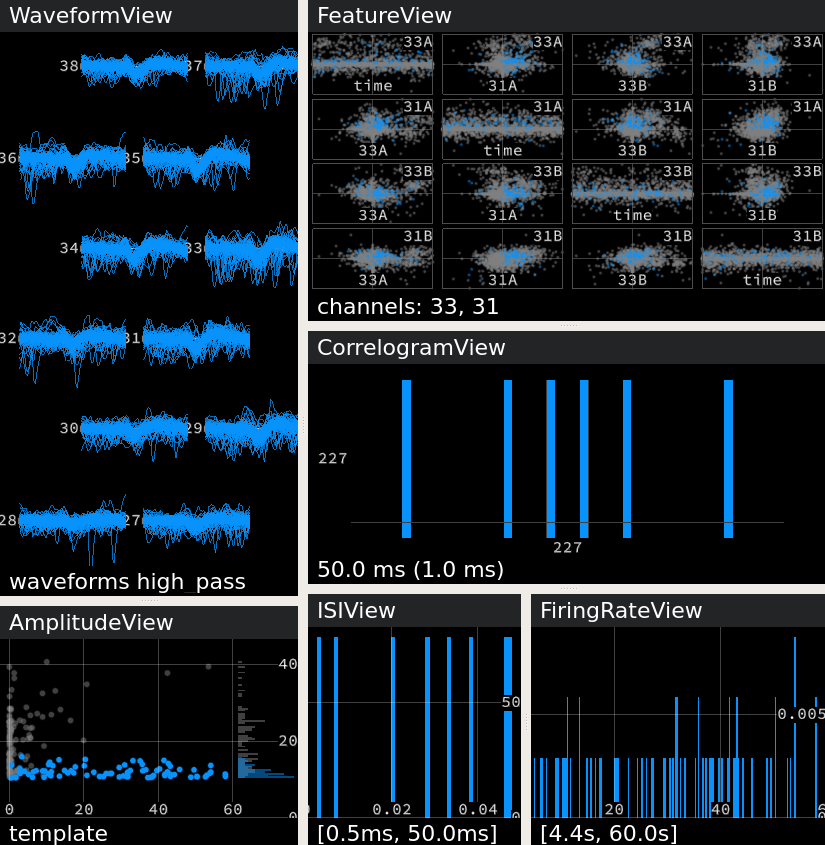 WaveformView
38 37
36 35
34 33
32 31
30 29
28 27
waveforms high_pass
FeatureView
33A 33A 33A 33A
time 31A 33B 31B
31A 31A 31A 31A
33A time 33B 31B
33B 33B 33B 33B
33A 31A time 31B
31B 31B 31B 31B
33A 31A 33B time
channels: 33, 31
CorrelogramView
227
227
50.0 ms (1.0 ms)
AmplitudeView
40
20
0
0 20 40 60
template
ISIView
50
0
0.02 0.04
[0.5ms, 50.0ms]
FiringRateView
0.005
20 40
[4.4s, 60.0s]